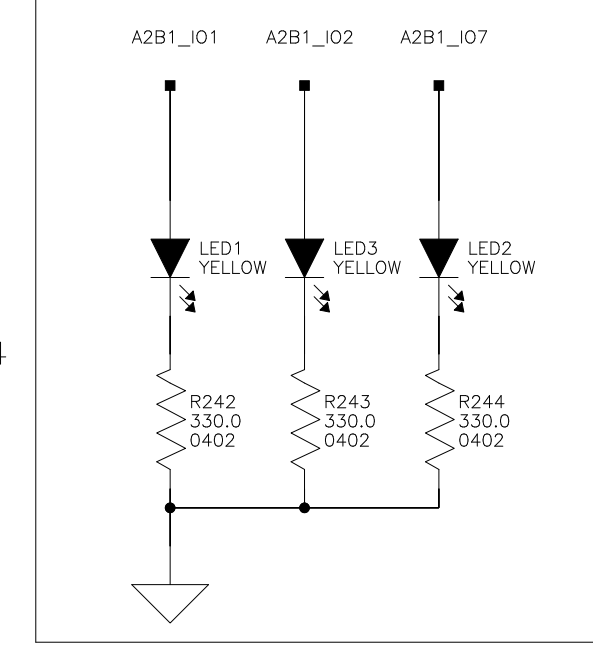 A2B1_IO1 A2B1_IO2 A2B1_IO7
LED1 LED3 LED2
YELLOW YELLOW YELLOW
R242 R243 R244
330.0 330.0 330.0
0402 0402 0402